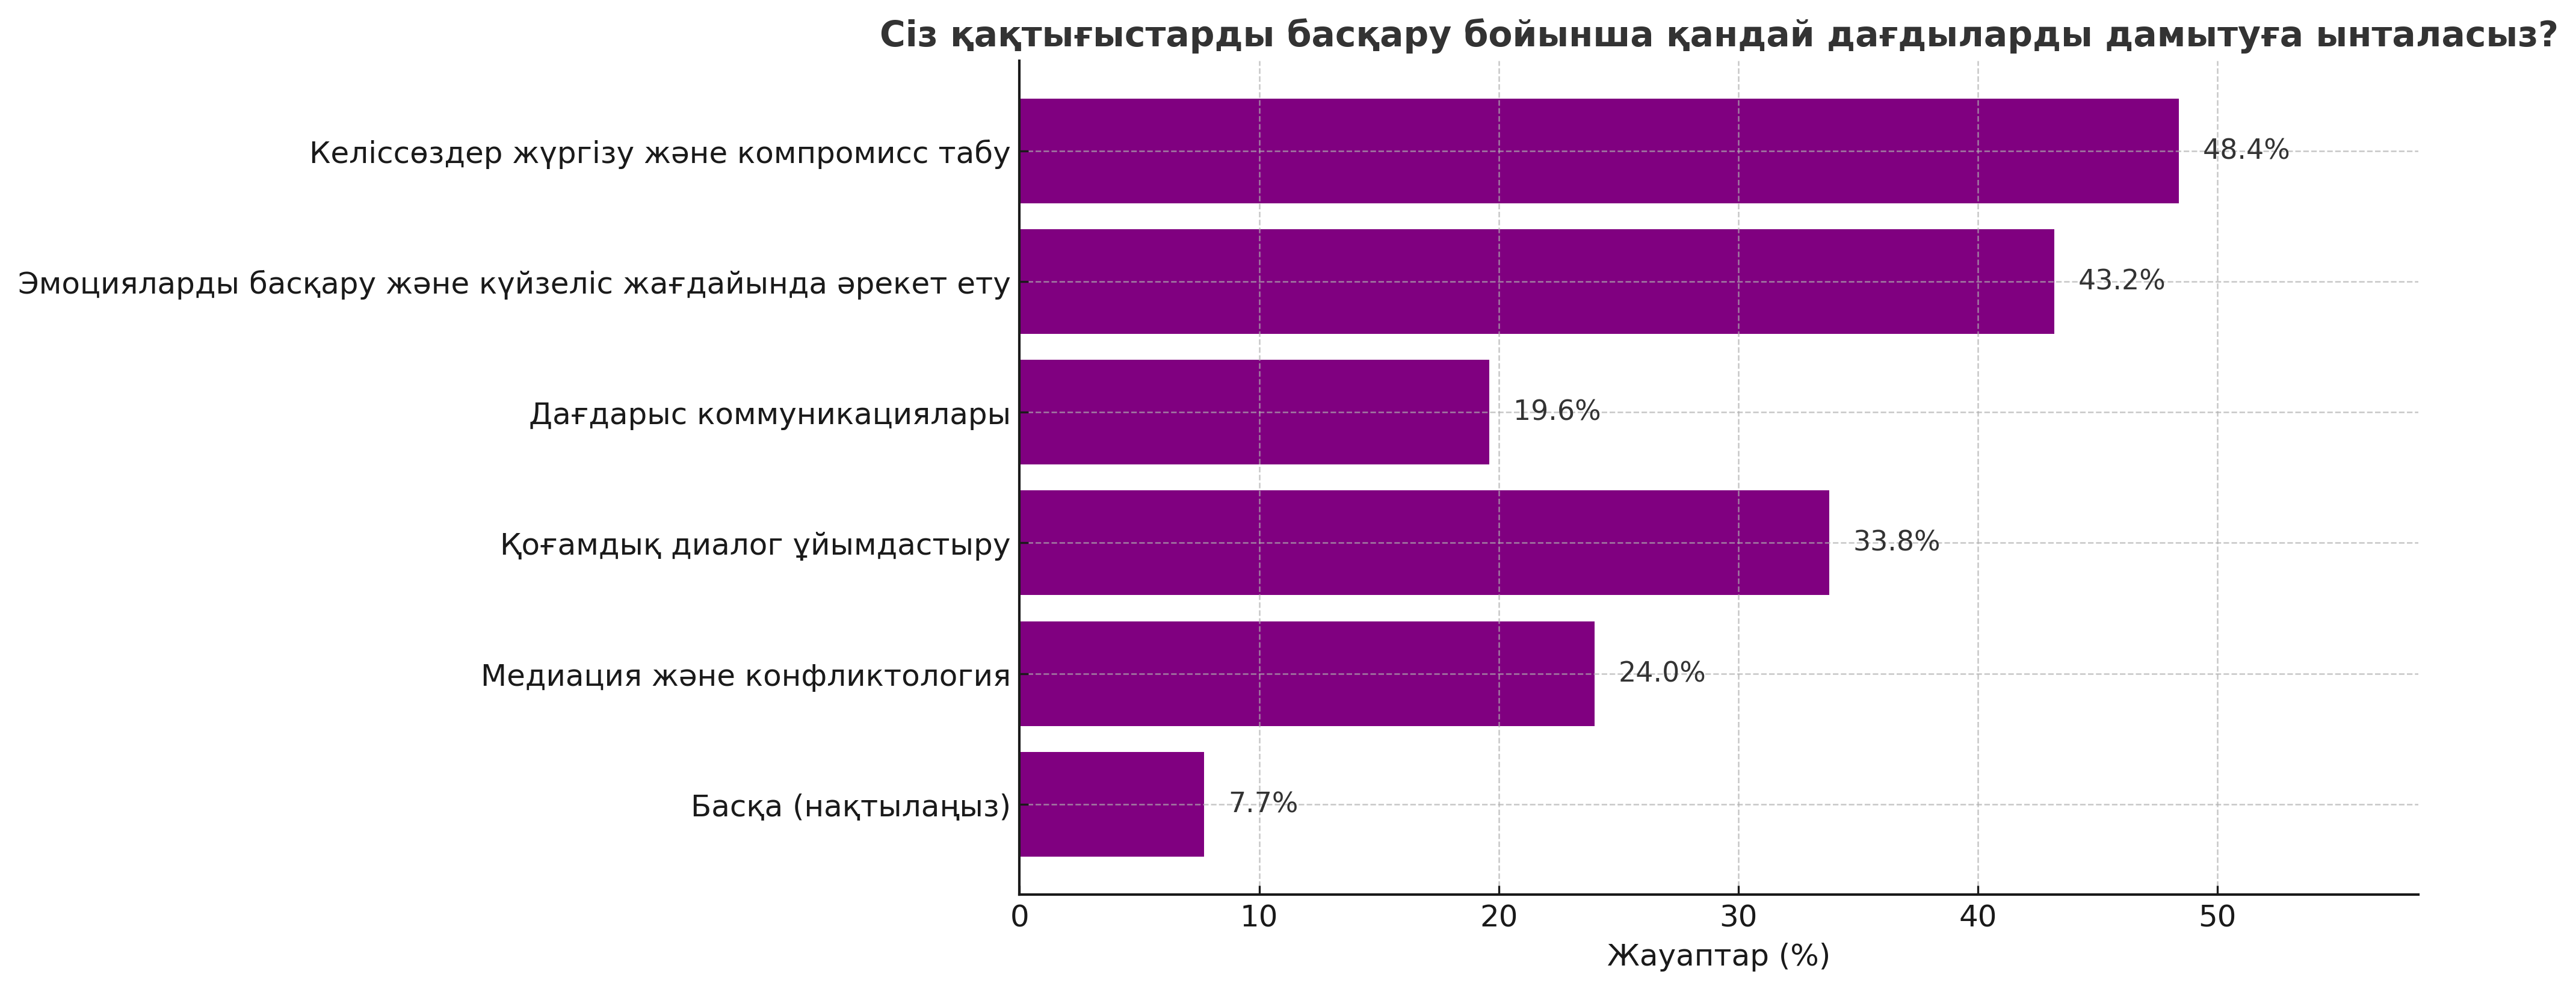 Сіз қақтығыстарды басқару бойынша қандай дағдыларды дамытуға ынталасыз?
Келіссөздер жүргізу және компромисс табу
48.4%
Эмоцияларды басқару және күйзеліс жағдайында әрекет ету
43.2%
Дағдарыс коммуникациялары
19.6%
Қоғамдық диалог ұйымдастыру
33.8%
Медиация және конфликтология
24.0%
Басқа (нақтылаңыз)
7.7%
0 10 20 30 40 50
Жауаптар (%)